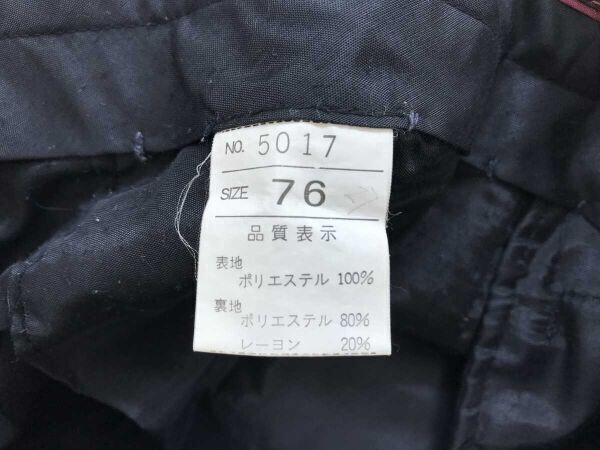 NO. 5017
SIZE 76
品質表示
表地
ポリエステル 100%
裏地
ポリエステル 80%
レーヨン 20%